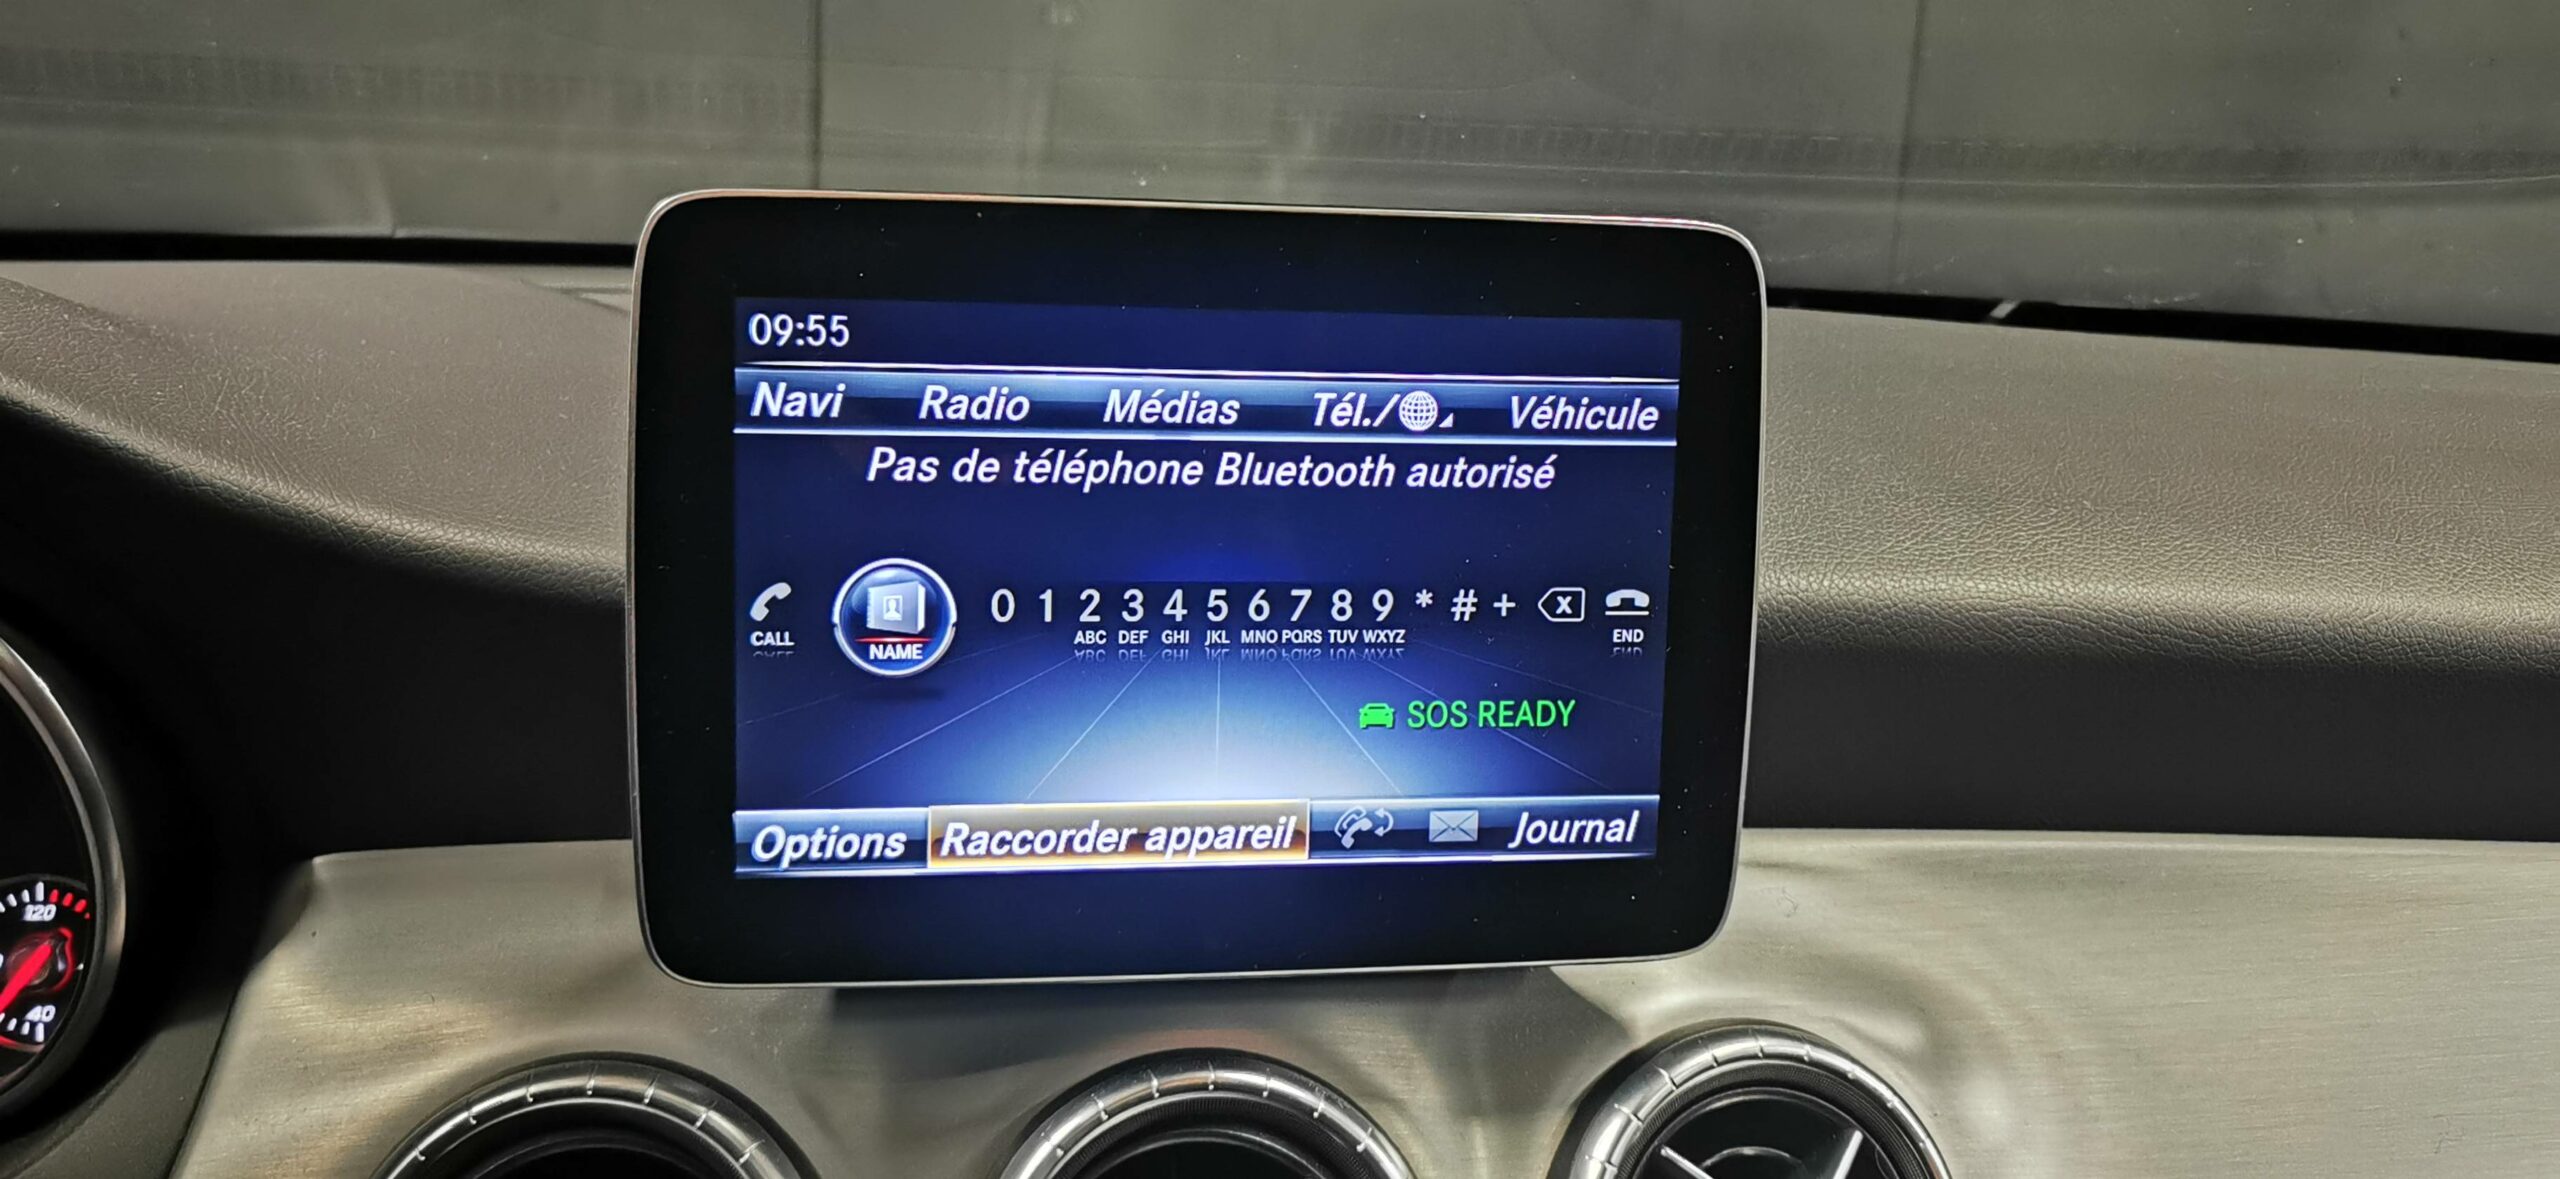 09:55
Navi Radio Médias Tél./ Véhicule
Pas de téléphone Bluetooth autorisé
0 1 2 3 4 5 6 7 8 9 * # + x
CALL NAME ABC DEF GHI JKL MNO PQRS TUV WXYZ END
SOS READY
Options Raccorder appareil Journal
120
40